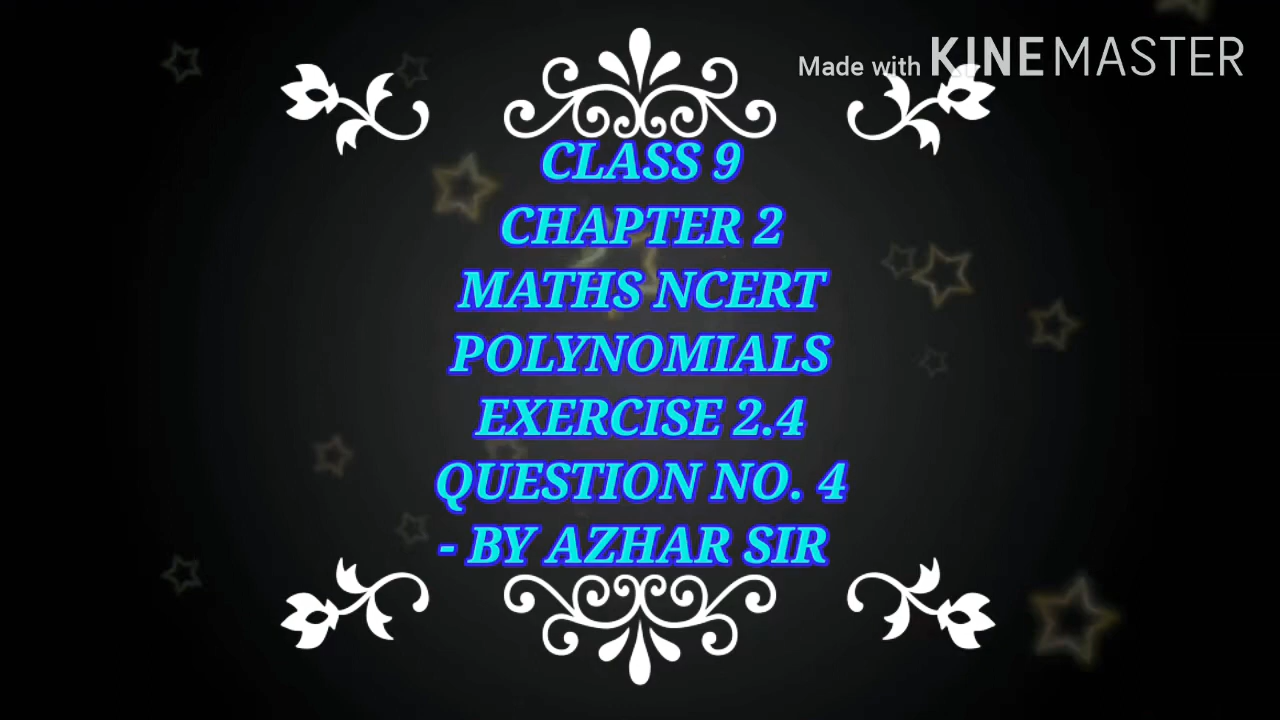 Made with KINEMASTER
CLASS 9
CHAPTER 2
MATHS NCERT
POLYNOMIALS
EXERCISE 2.4
QUESTION NO. 4
- BY AZHAR SIR